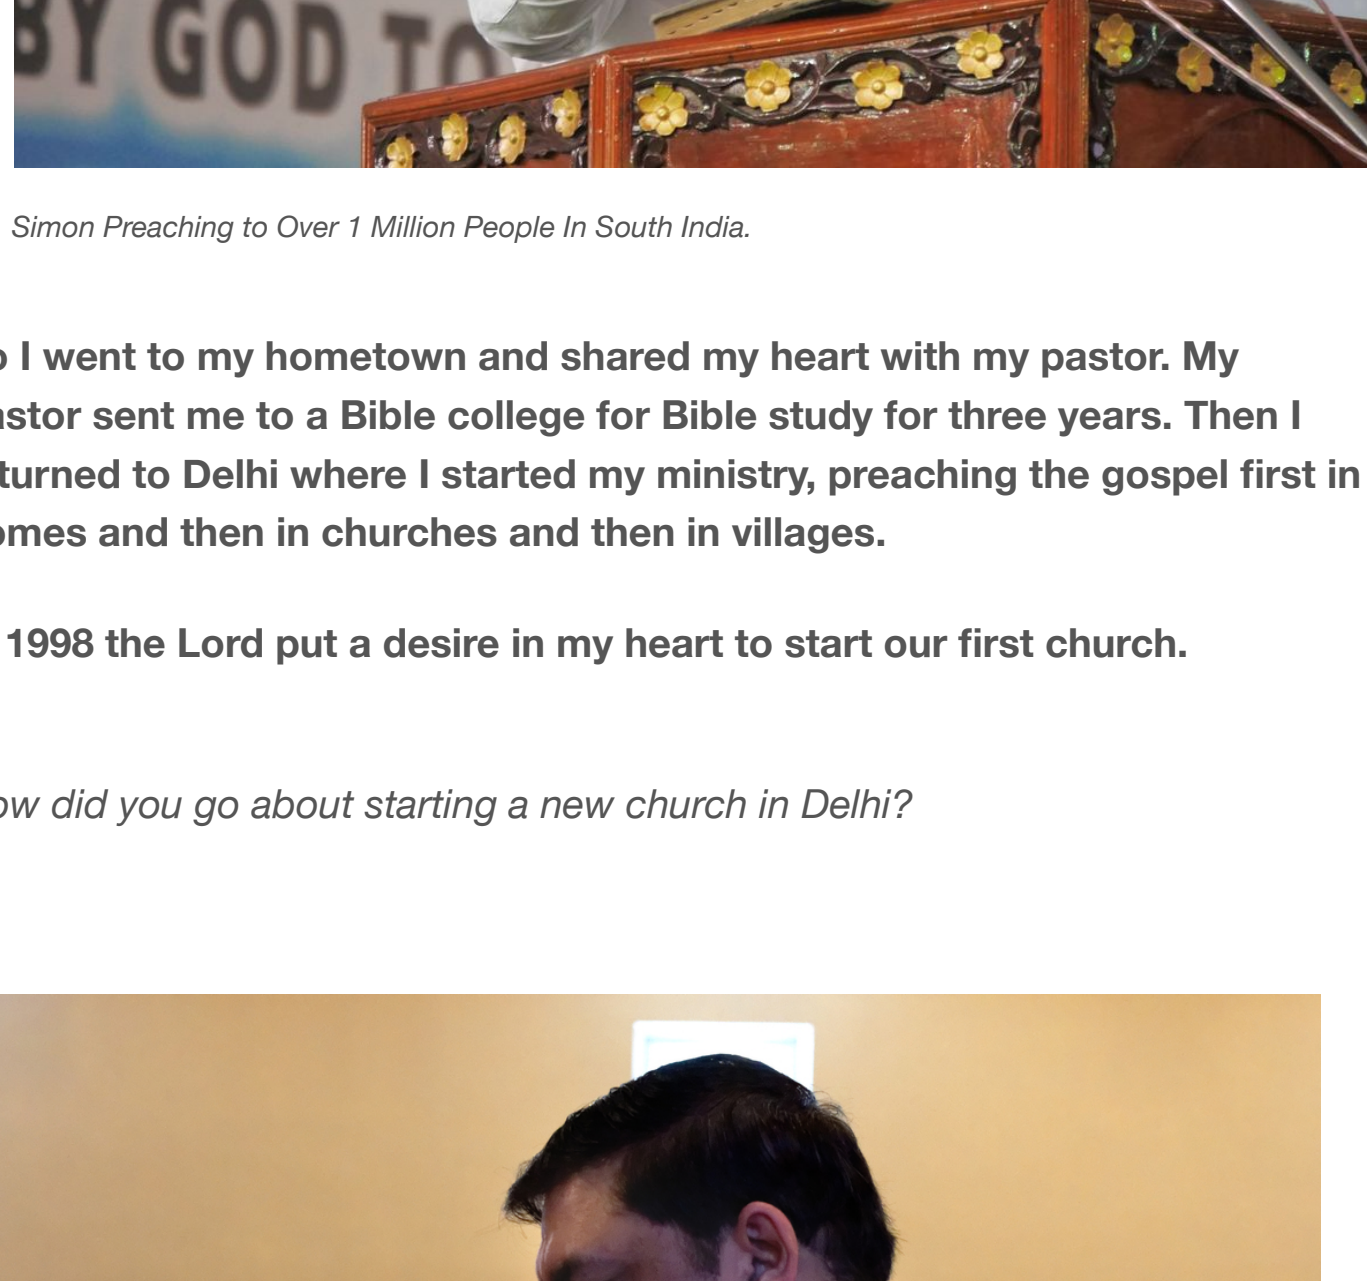 BY GOD TO
Simon Preaching to Over 1 Million People In South India.
I went to my hometown and shared my heart with my pastor. My
sent me to a Bible college for Bible study for three years. Then I
to Delhi where I started my ministry, preaching the gospel first in
and then in churches and then in villages.
1998 the Lord put a desire in my heart to start our first church.
did you go about starting a new church in Delhi?